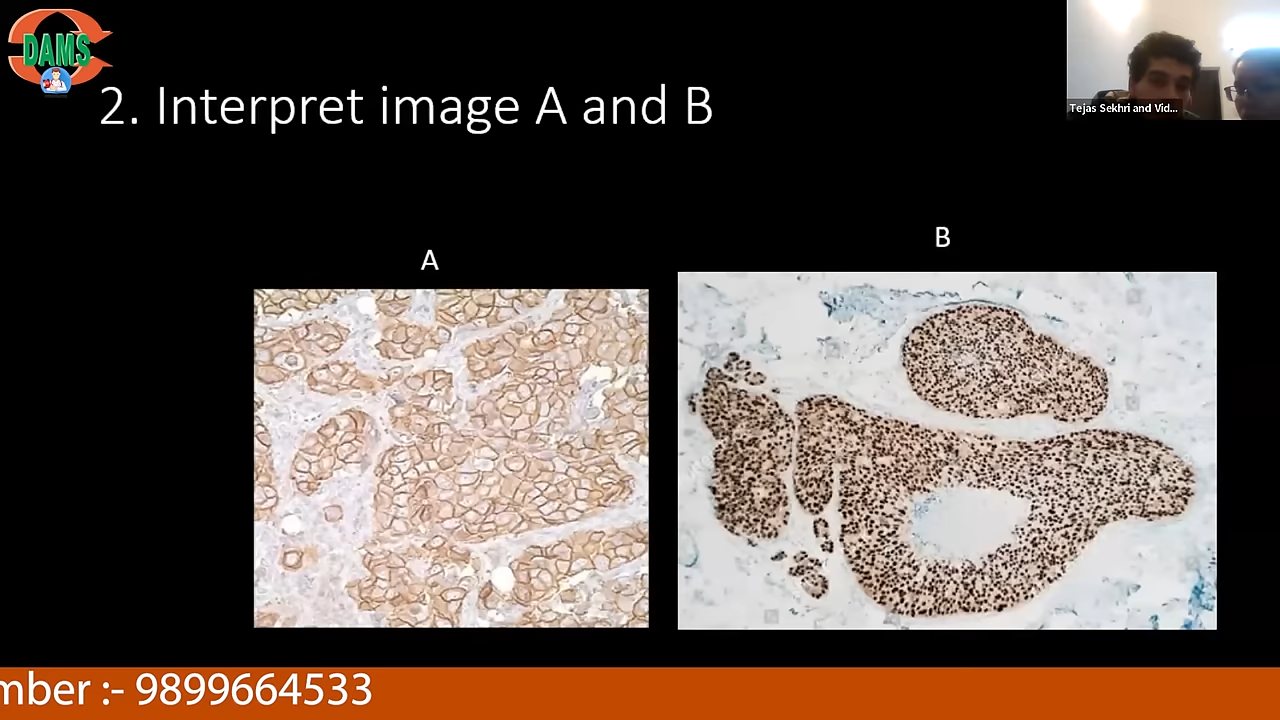 DAMS
2. Interpret image A and B
Tejas Sekhri and Vid...
A
B
mber :- 9899664533